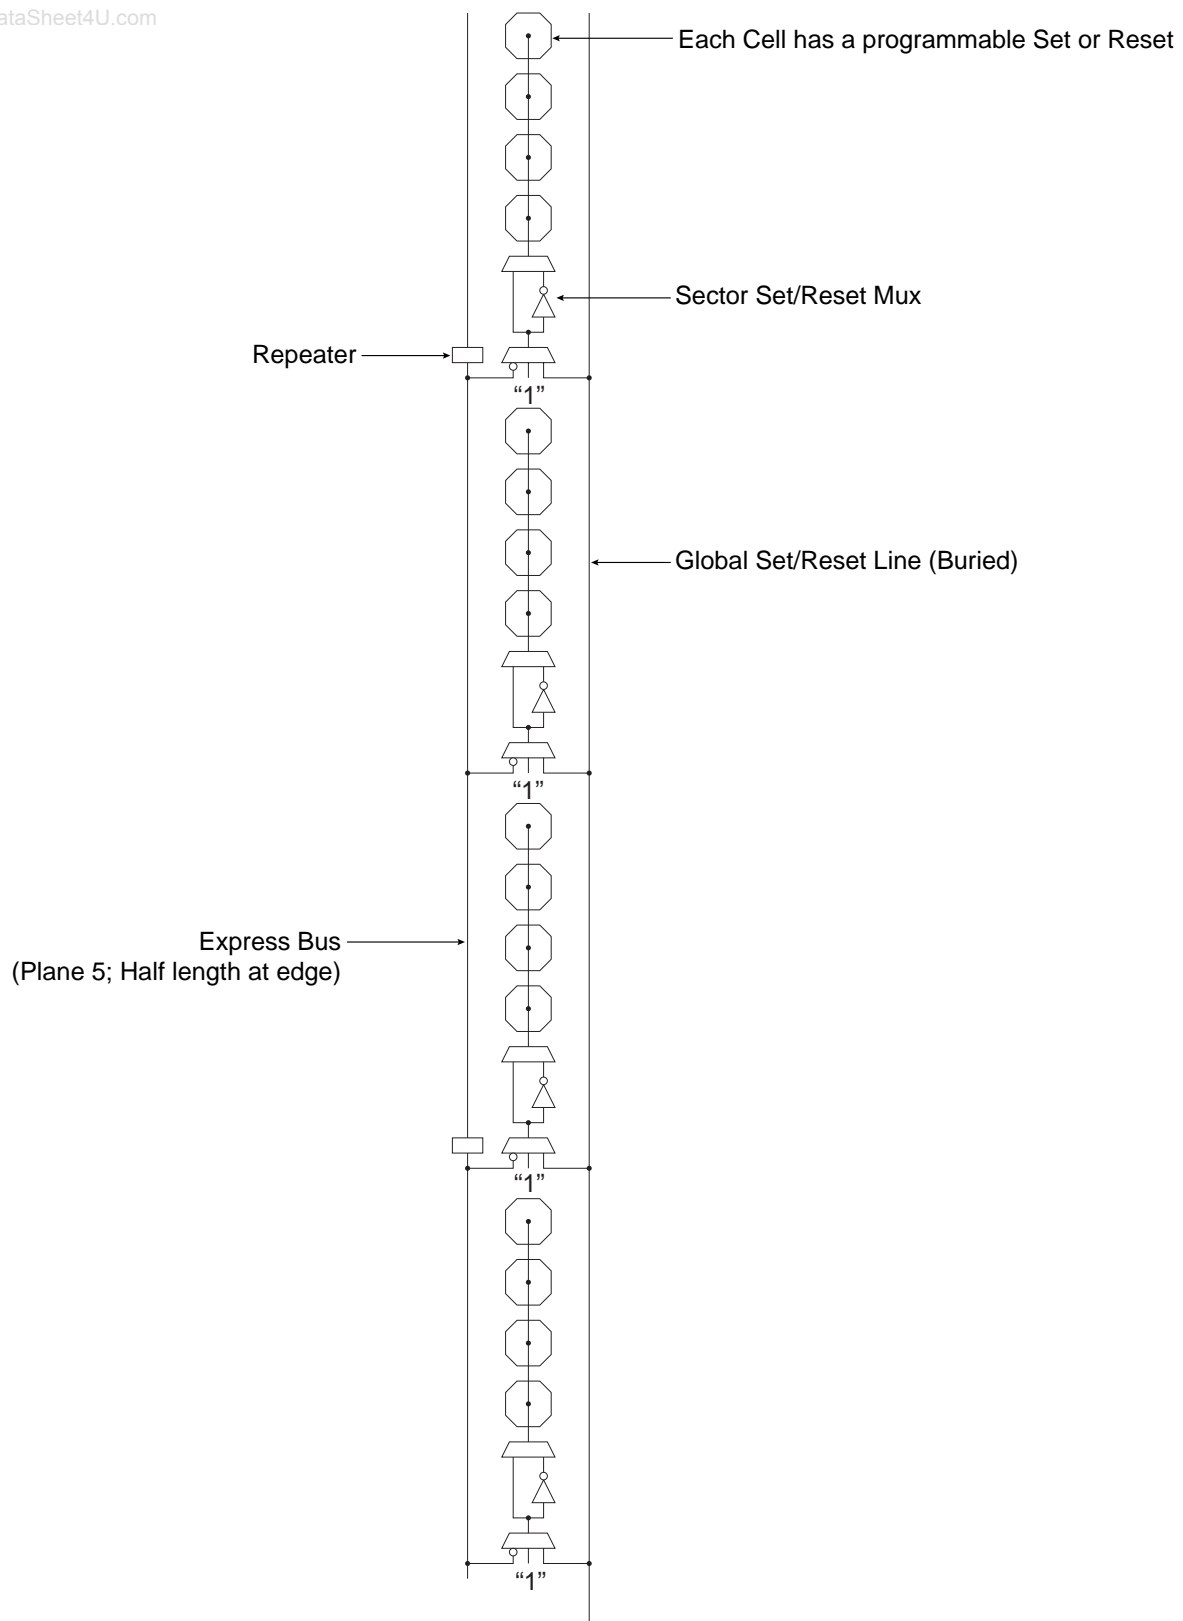 ataSheet4U.com
Each Cell has a programmable Set or Reset
Sector Set/Reset Mux
Repeater
“1”
Global Set/Reset Line (Buried)
“1”
Express Bus
(Plane 5; Half length at edge)
“1”
“1”